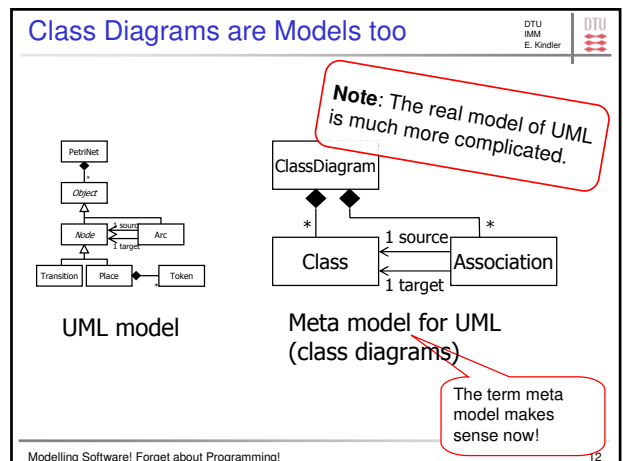 Class Diagrams are Models too
DTU
IMM
E. Kindler
DTU
Note: The real model of UML
is much more complicated.
PetriNet
*
Object
Node
1 source
1 target
Arc
Transition
Place
*
Token
UML model
ClassDiagram
*
*
Class
1 source
1 target
Association
Meta model for UML
(class diagrams)
The term meta
model makes
sense now!
Modelling Software! Forget about Programming!
12